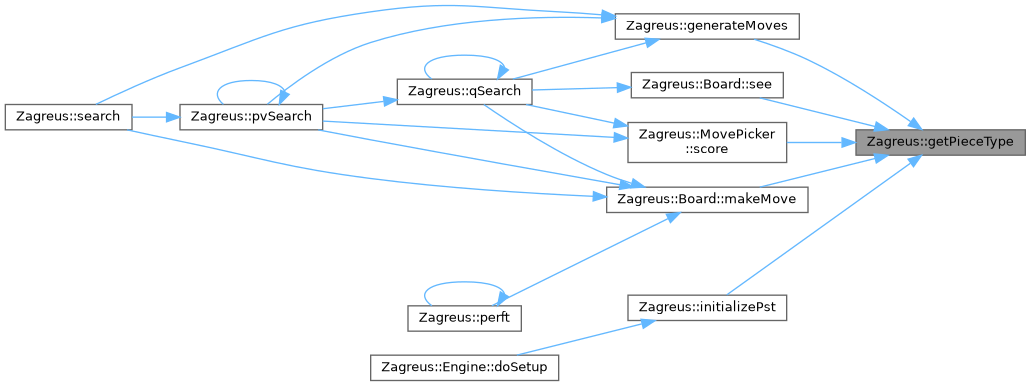 Zagreus::generateMoves
Zagreus::Board::see
Zagreus::qSearch
Zagreus::search
Zagreus::pvSearch
Zagreus::MovePicker
::score
Zagreus::getPieceType
Zagreus::Board::makeMove
Zagreus::initializePst
Zagreus::perft
Zagreus::Engine::doSetup